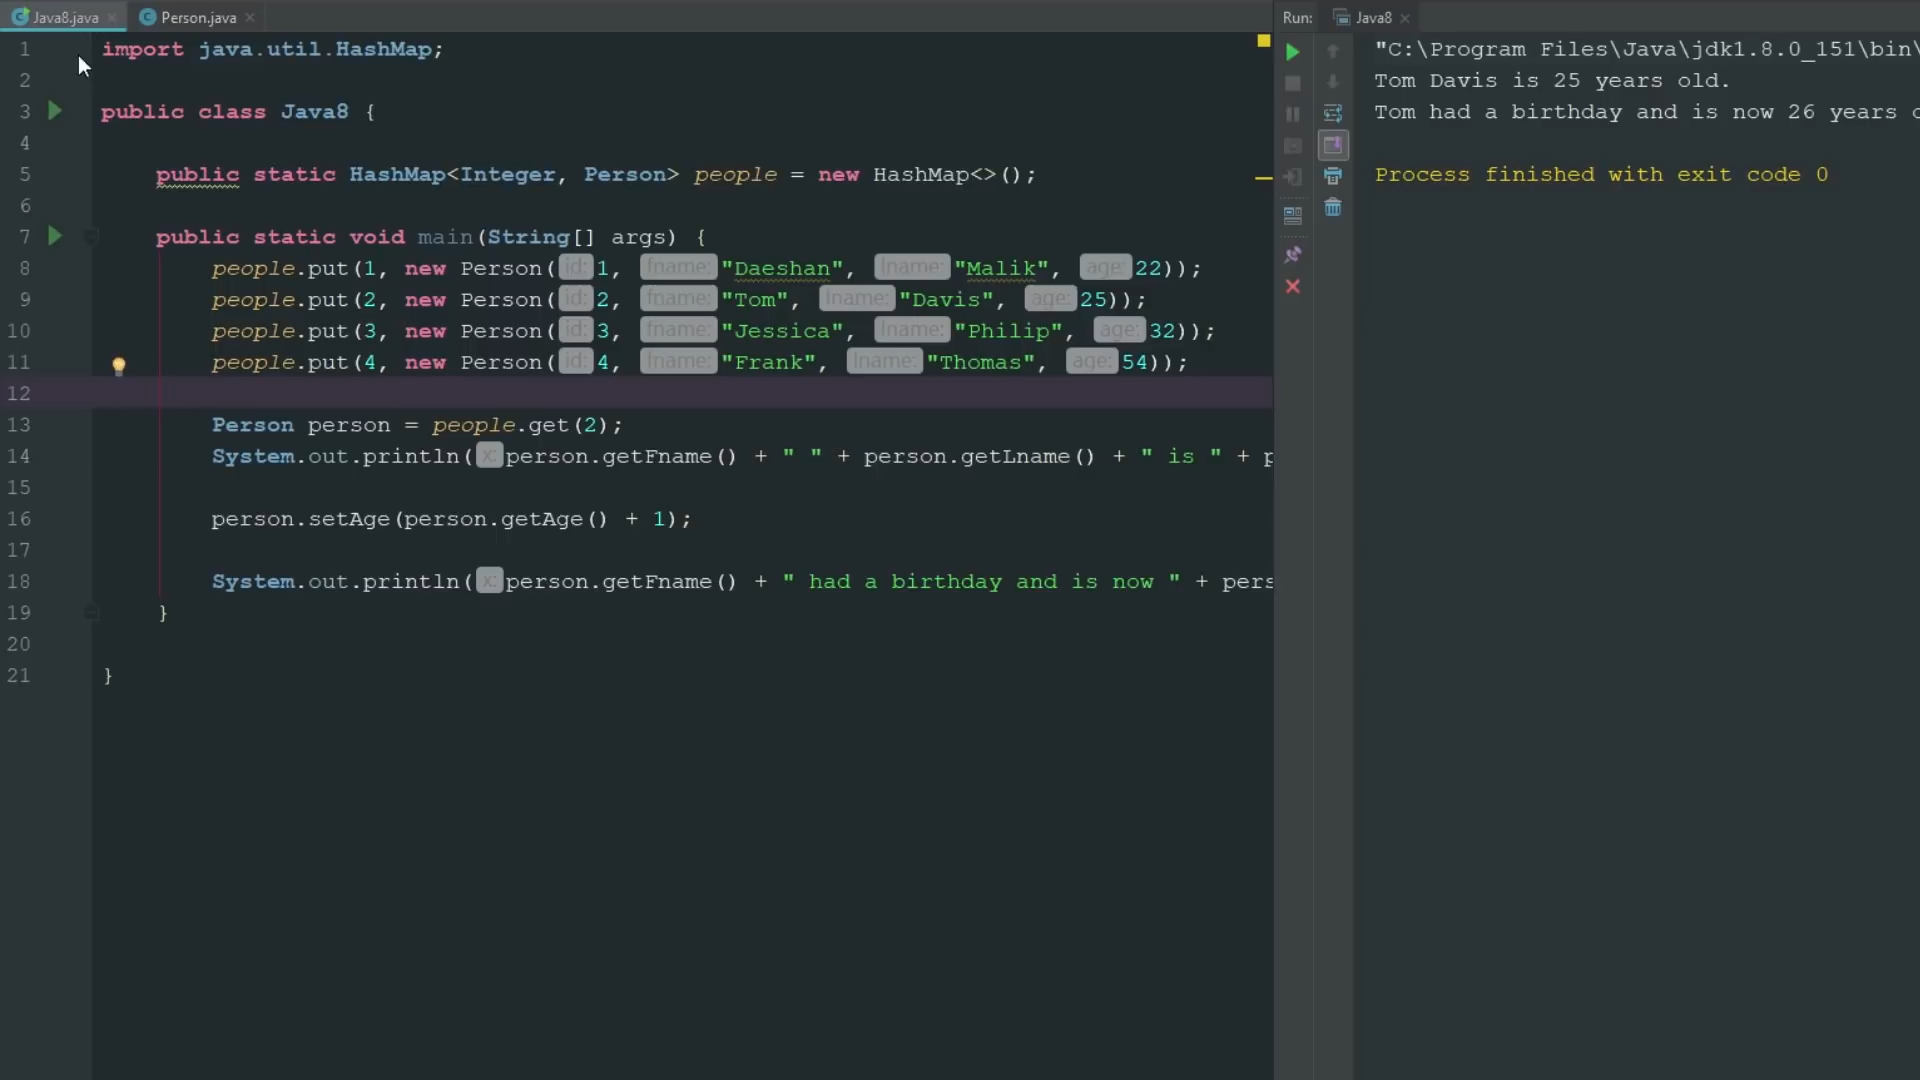 Java8.java
Person.java
Run:
Java8
1 import java.util.HashMap;
2
3 public class Java8 {
4
5 public static HashMap<Integer, Person> people = new HashMap<>();
6
7 public static void main(String[] args) {
8 people.put(1, new Person(id: 1, fname: "Daeshan", lname: "Malik", age: 22));
9 people.put(2, new Person(id: 2, fname: "Tom", lname: "Davis", age: 25));
10 people.put(3, new Person(id: 3, fname: "Jessica", lname: "Philip", age: 32));
11 people.put(4, new Person(id: 4, fname: "Frank", lname: "Thomas", age: 54));
12
13 Person person = people.get(2);
14 System.out.println(x: person.getFname() + " " + person.getLname() + " is " + p
15
16 person.setAge(person.getAge() + 1);
17
18 System.out.println(x: person.getFname() + " had a birthday and is now " + pers
19 }
20
21 }
"C:\Program Files\Java\jdk1.8.0_151\bin\
Tom Davis is 25 years old.
Tom had a birthday and is now 26 years
Process finished with exit code 0